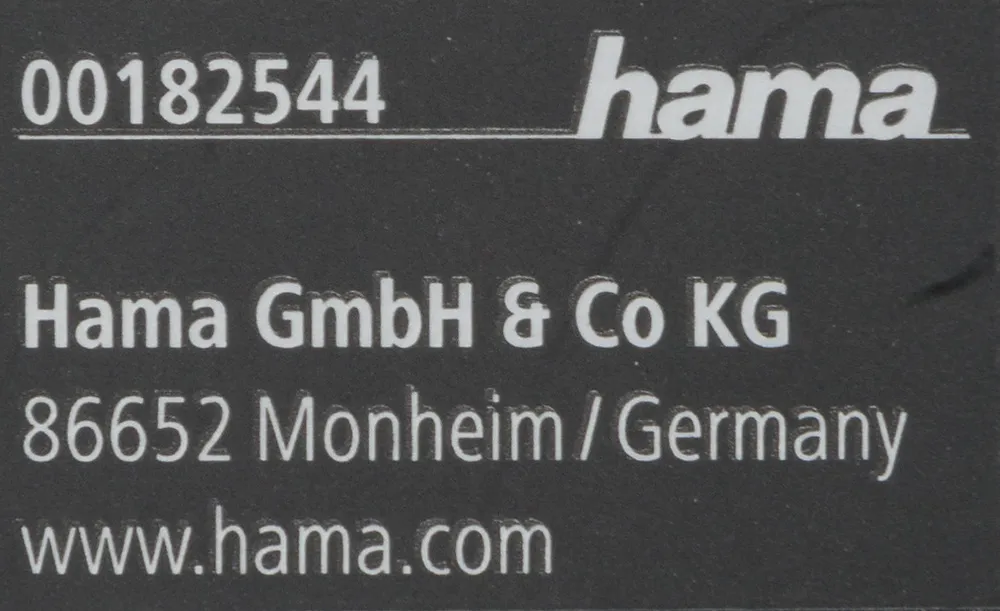 00182544 hama
Hama GmbH & Co KG
86652 Monheim/Germany
www.hama.com